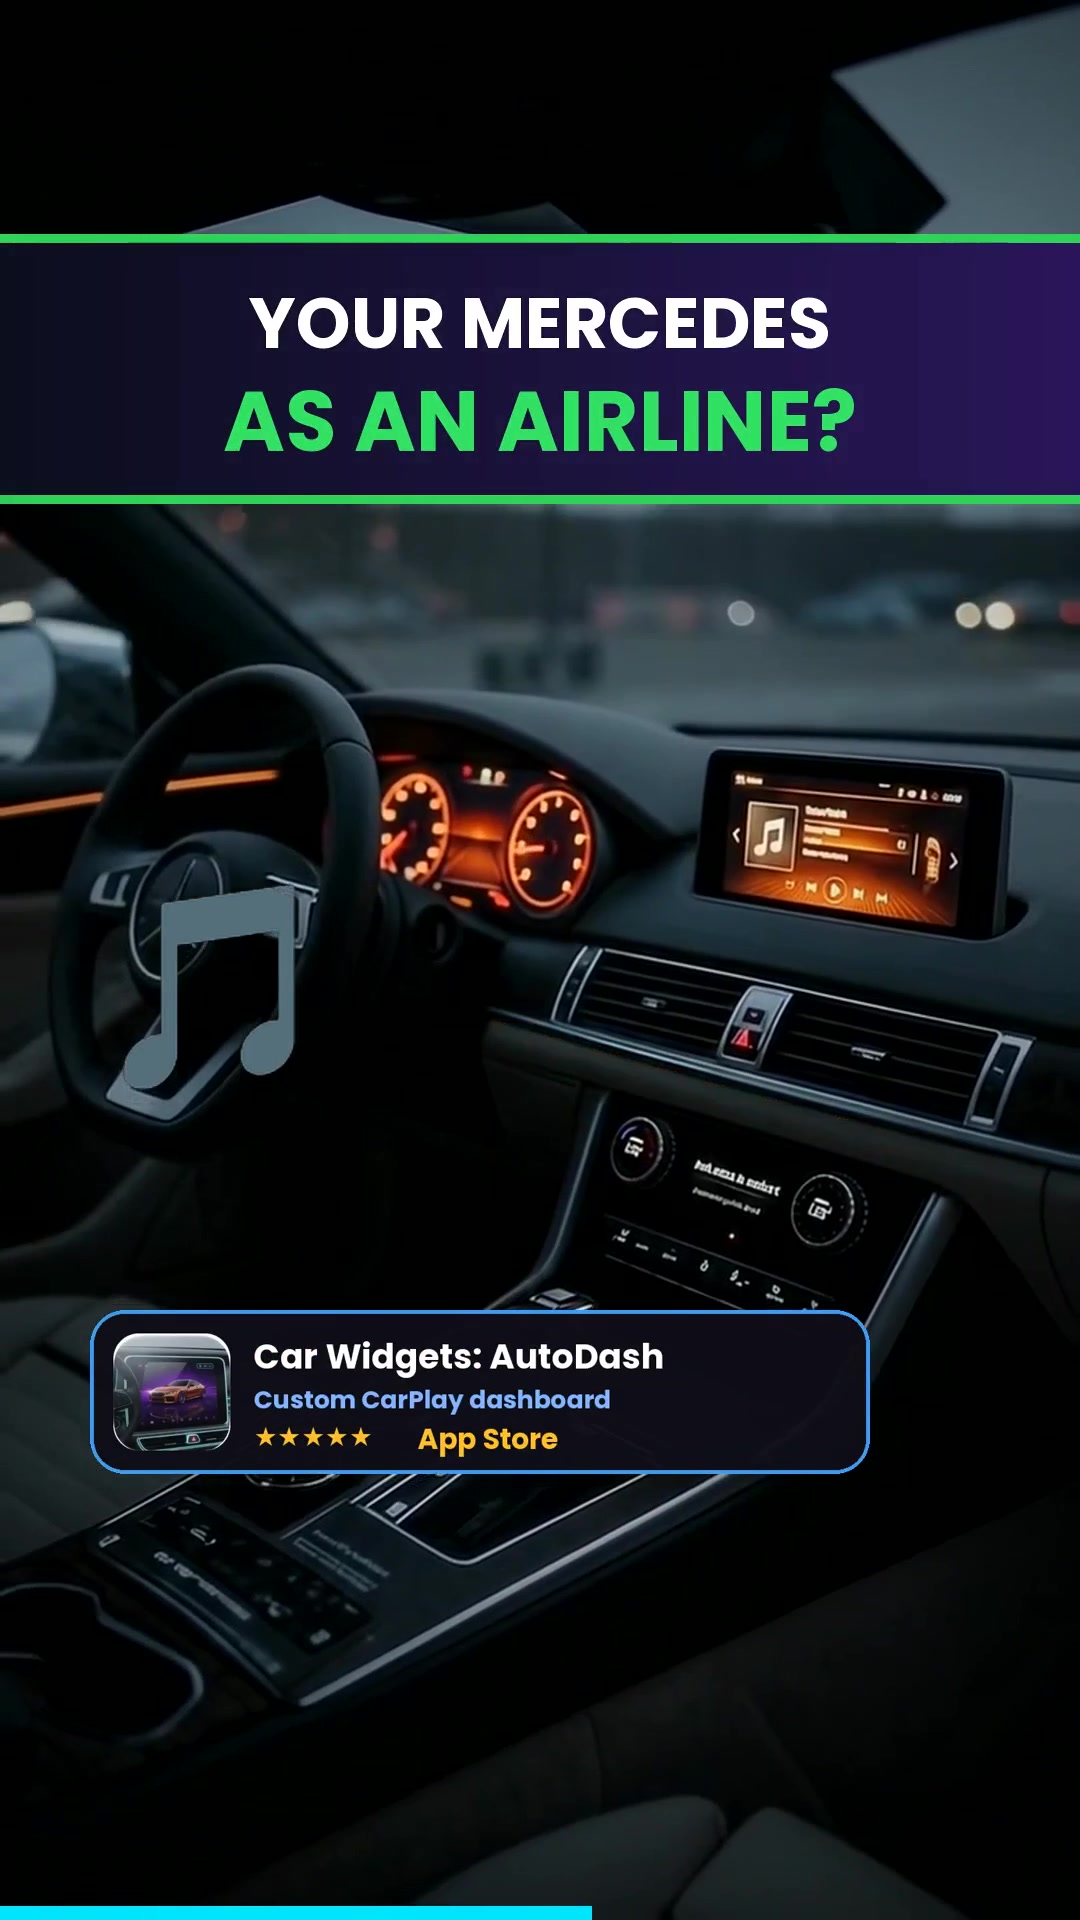 YOUR MERCEDES
AS AN AIRLINE?
Car Widgets: AutoDash
Custom CarPlay dashboard
★★★★★ App Store